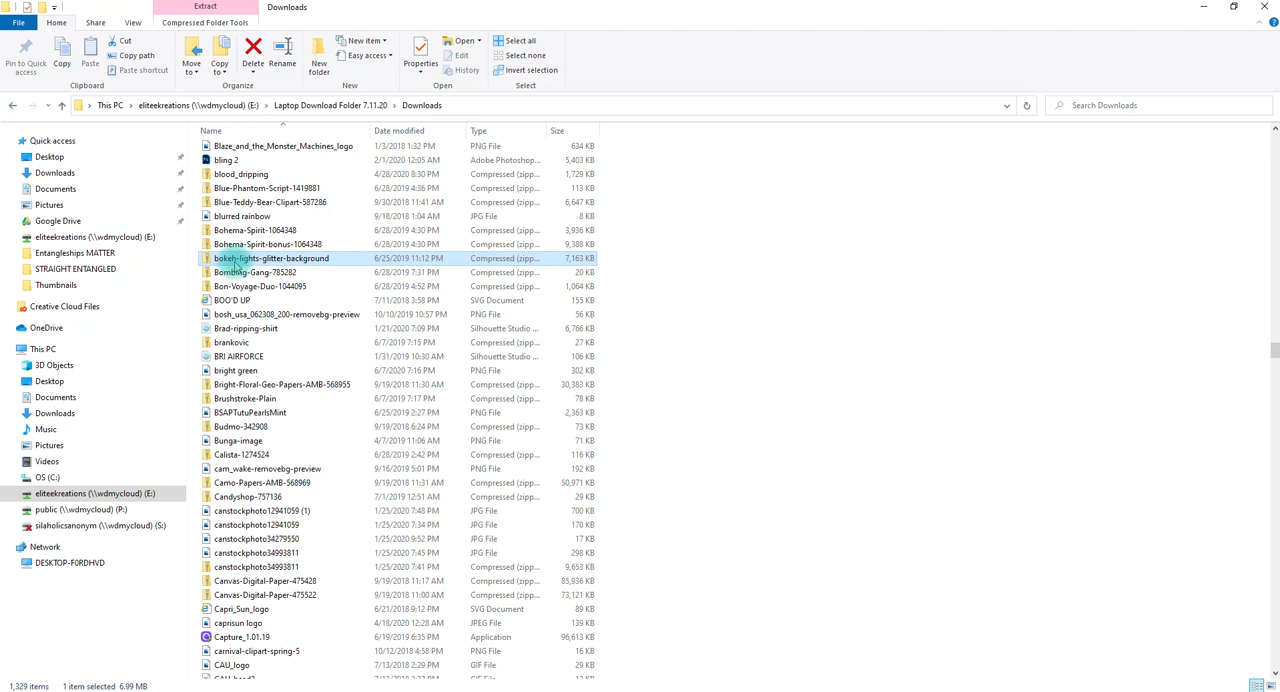 Extract
Downloads
File
Home
Share
View
Compressed Folder Tools
Pin to Quick access
Copy
Paste
Cut
Copy path
Paste shortcut
Move to
Copy to
Delete
Rename
New folder
New item
Easy access
Properties
Open
Edit
History
Select all
Select none
Invert selection
Clipboard
Organize
New
Open
Select
This PC > eliteekreations (\\wdmycloud) (E:) > Laptop Download Folder 7.11.20 > Downloads
Search Downloads
Quick access
Desktop
Downloads
Documents
Pictures
Google Drive
eliteekreations (\\wdmycloud) (E:)
Entangleships MATTER
STRAIGHT ENTANGLED
Thumbnails
Creative Cloud Files
OneDrive
This PC
3D Objects
Desktop
Documents
Downloads
Music
Pictures
Videos
OS (C:)
eliteekreations (\\wdmycloud) (E:)
public (\\wdmycloud) (P:)
silaholicsanonym (\\wdmycloud) (S:)
Network
DESKTOP-F0RDHVD
Name Date modified Type Size
Blaze_and_the_Monster_Machines_logo 1/3/2018 1:32 PM PNG File 634 KB
bling 2 2/1/2020 12:05 AM Adobe Photoshop... 5,403 KB
blood_dripping 4/28/2020 8:30 PM Compressed (zipp... 1,729 KB
Blue-Phantom-Script-1419881 6/28/2019 4:36 PM Compressed (zipp... 113 KB
Blue-Teddy-Bear-Clipart-587286 9/30/2018 11:41 AM Compressed (zipp... 6,647 KB
blurred rainbow 9/18/2018 1:04 AM JPG File 8 KB
Bohema-Spirit-1064348 6/28/2019 4:30 PM Compressed (zipp... 3,936 KB
Bohema-Spirit-bonus-1064348 6/28/2019 4:30 PM Compressed (zipp... 9,388 KB
bokeh-lights-glitter-background 6/25/2019 11:12 PM Compressed (zipp... 7,163 KB
Bombing-Gang-785282 6/28/2019 7:31 PM Compressed (zipp... 20 KB
Bon-Voyage-Duo-1044095 6/28/2019 4:52 PM Compressed (zipp... 1,064 KB
BOO'D UP 7/11/2018 3:58 PM SVG Document 155 KB
bosh_usa_062308_200-removebg-preview 10/10/2019 10:57 PM PNG File 56 KB
Brad-ripping-shirt 1/21/2020 7:09 PM Silhouette Studio ... 6,766 KB
brankovic 6/7/2019 7:15 PM Compressed (zipp... 27 KB
BRI AIRFORCE 1/31/2019 10:30 AM Silhouette Studio ... 106 KB
bright green 6/7/2020 7:16 PM PNG File 302 KB
Bright-Floral-Geo-Papers-AMB-568955 9/19/2018 11:30 AM Compressed (zipp... 30,383 KB
Brushstroke-Plain 6/7/2019 7:17 PM Compressed (zipp... 78 KB
BSAPTutuPearlsMint 6/25/2019 2:27 PM PNG File 2,363 KB
Budmo-342908 9/19/2018 6:24 PM Compressed (zipp... 73 KB
Bunga-image 4/7/2019 11:06 AM PNG File 71 KB
Calista-1274524 6/28/2019 2:42 PM Compressed (zipp... 116 KB
cam_wake-removebg-preview 9/16/2019 5:01 PM PNG File 192 KB
Camo-Papers-AMB-568969 9/19/2018 11:31 AM Compressed (zipp... 50,971 KB
Candyshop-757136 7/1/2019 12:51 AM Compressed (zipp... 29 KB
canstockphoto12941059 (1) 1/25/2020 7:48 PM JPG File 700 KB
canstockphoto12941059 1/25/2020 7:34 PM JPG File 170 KB
canstockphoto34279550 1/25/2020 9:52 PM JPG File 17 KB
canstockphoto34993811 1/25/2020 7:45 PM JPG File 298 KB
canstockphoto34993811 1/25/2020 7:41 PM Compressed (zipp... 9,653 KB
Canvas-Digital-Paper-475428 9/19/2018 11:17 AM Compressed (zipp... 85,936 KB
Canvas-Digital-Paper-475522 9/19/2018 11:00 AM Compressed (zipp... 73,121 KB
Capri_Sun_logo 6/21/2018 9:12 PM SVG Document 89 KB
caprisun logo 4/18/2020 12:28 AM JPEG File 139 KB
Capture_1.01.19 6/19/2019 6:35 PM Application 96,613 KB
carnival-clipart-spring-5 10/12/2018 4:58 PM PNG File 16 KB
CAU_logo 7/13/2018 2:29 PM GIF File 29 KB
1,329 items 1 item selected 6.99 MB